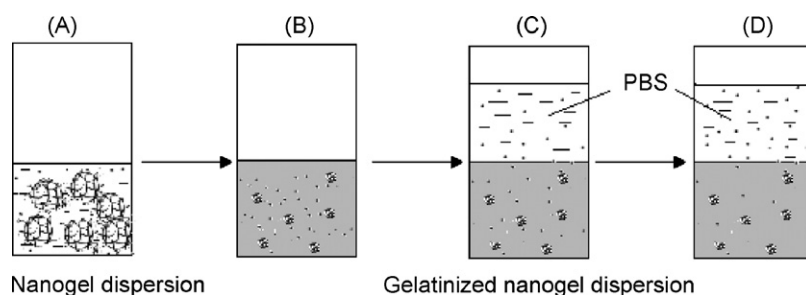 (A) (B) (C) (D)
PBS
Nanogel dispersion Gelatinized nanogel dispersion